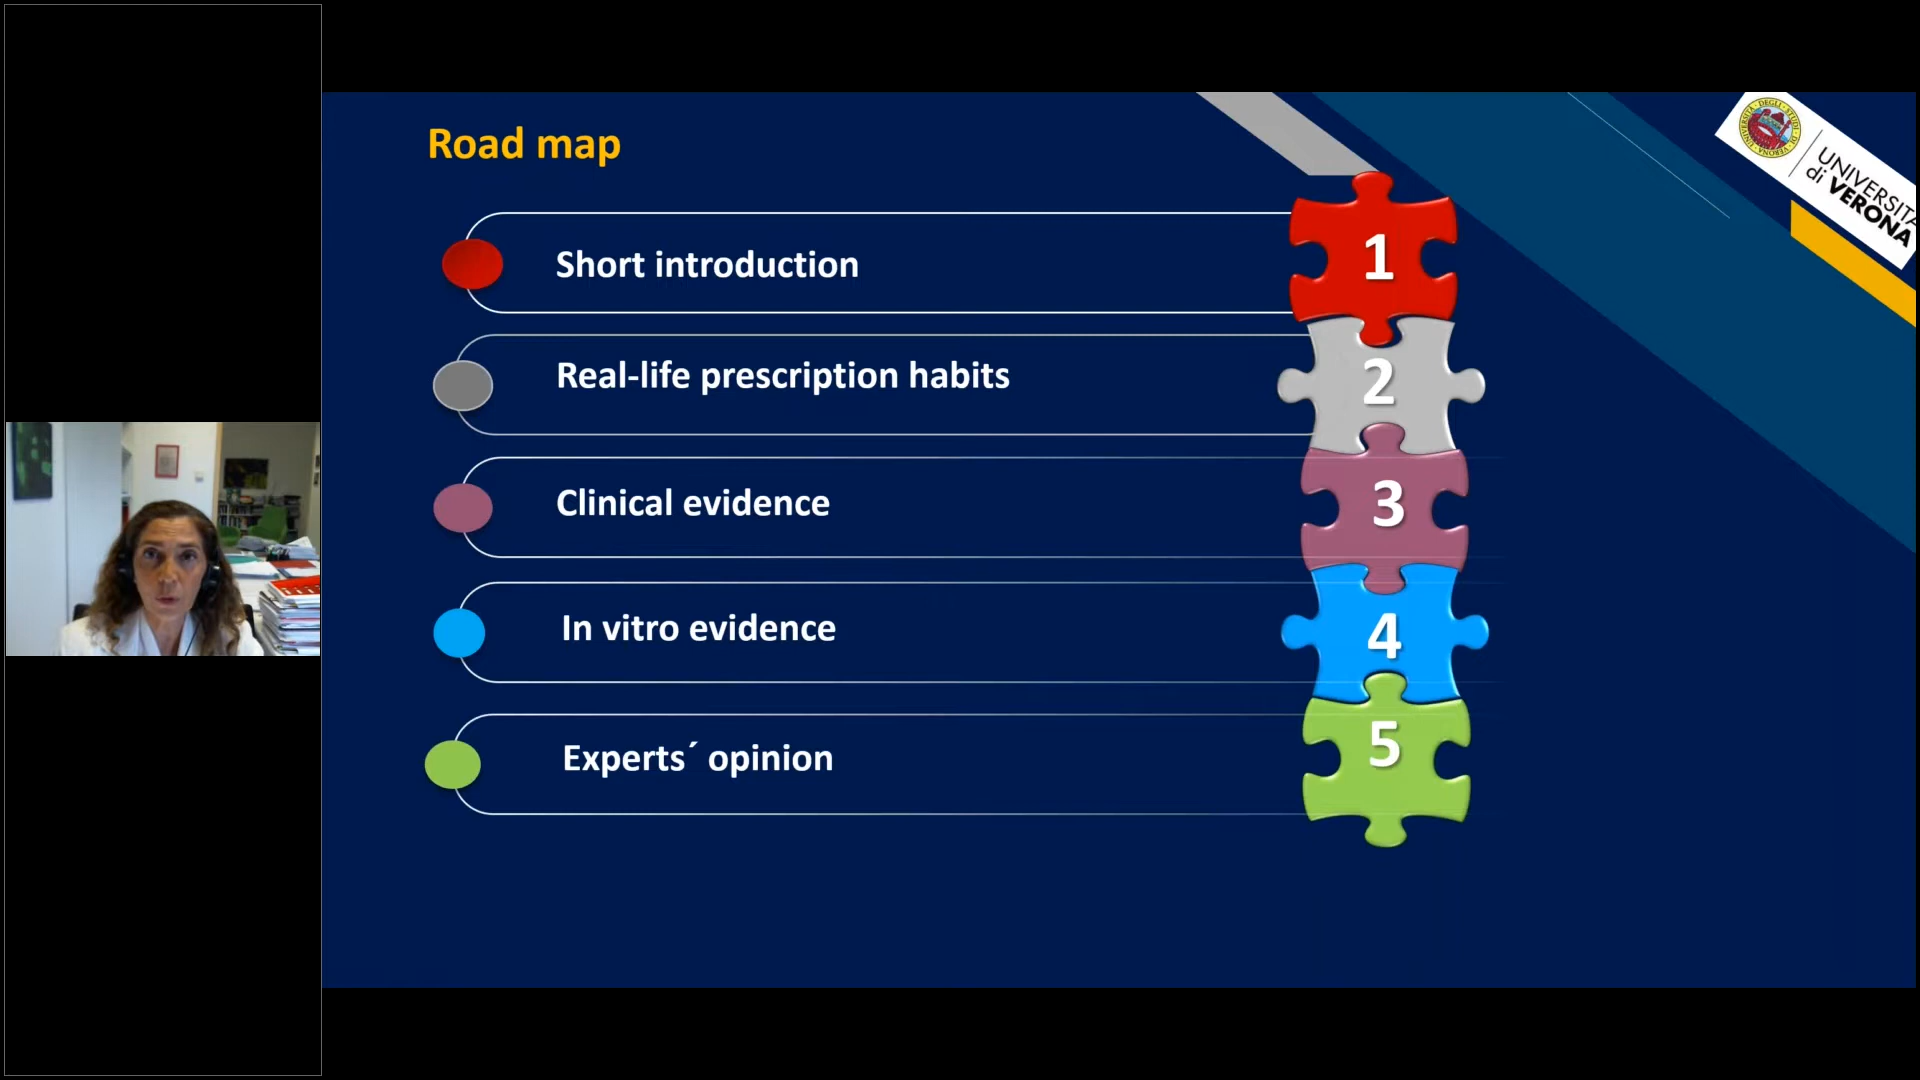 Road map
Short introduction
1
Real-life prescription habits
2
Clinical evidence
3
In vitro evidence
4
Experts´ opinion
5
UNIVERSITÀ
di VERONA